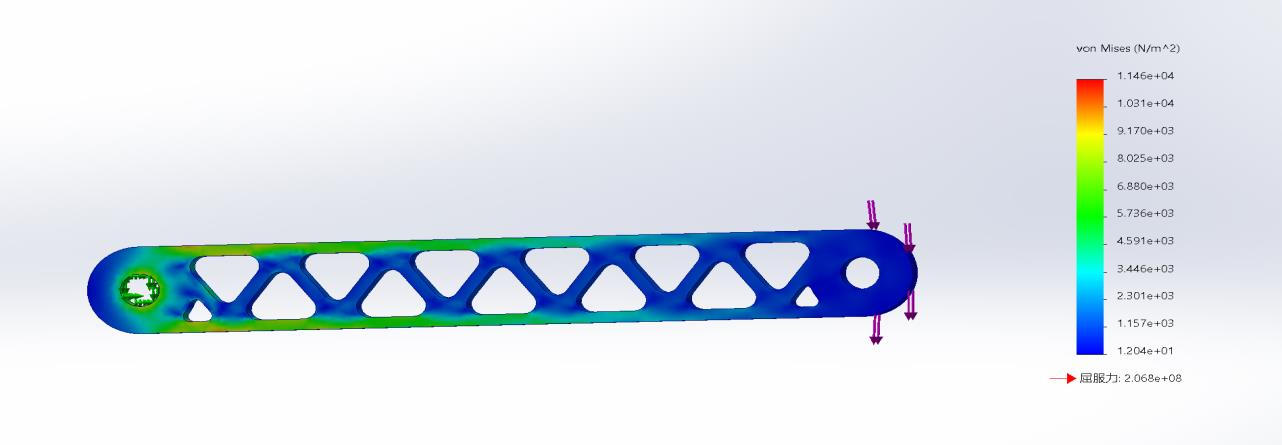 von Mises (N/m^2)
1.146e+04
1.031e+04
9.170e+03
8.025e+03
6.880e+03
5.736e+03
4.591e+03
3.446e+03
2.301e+03
1.157e+03
1.204e+01
屈服力: 2.068e+08